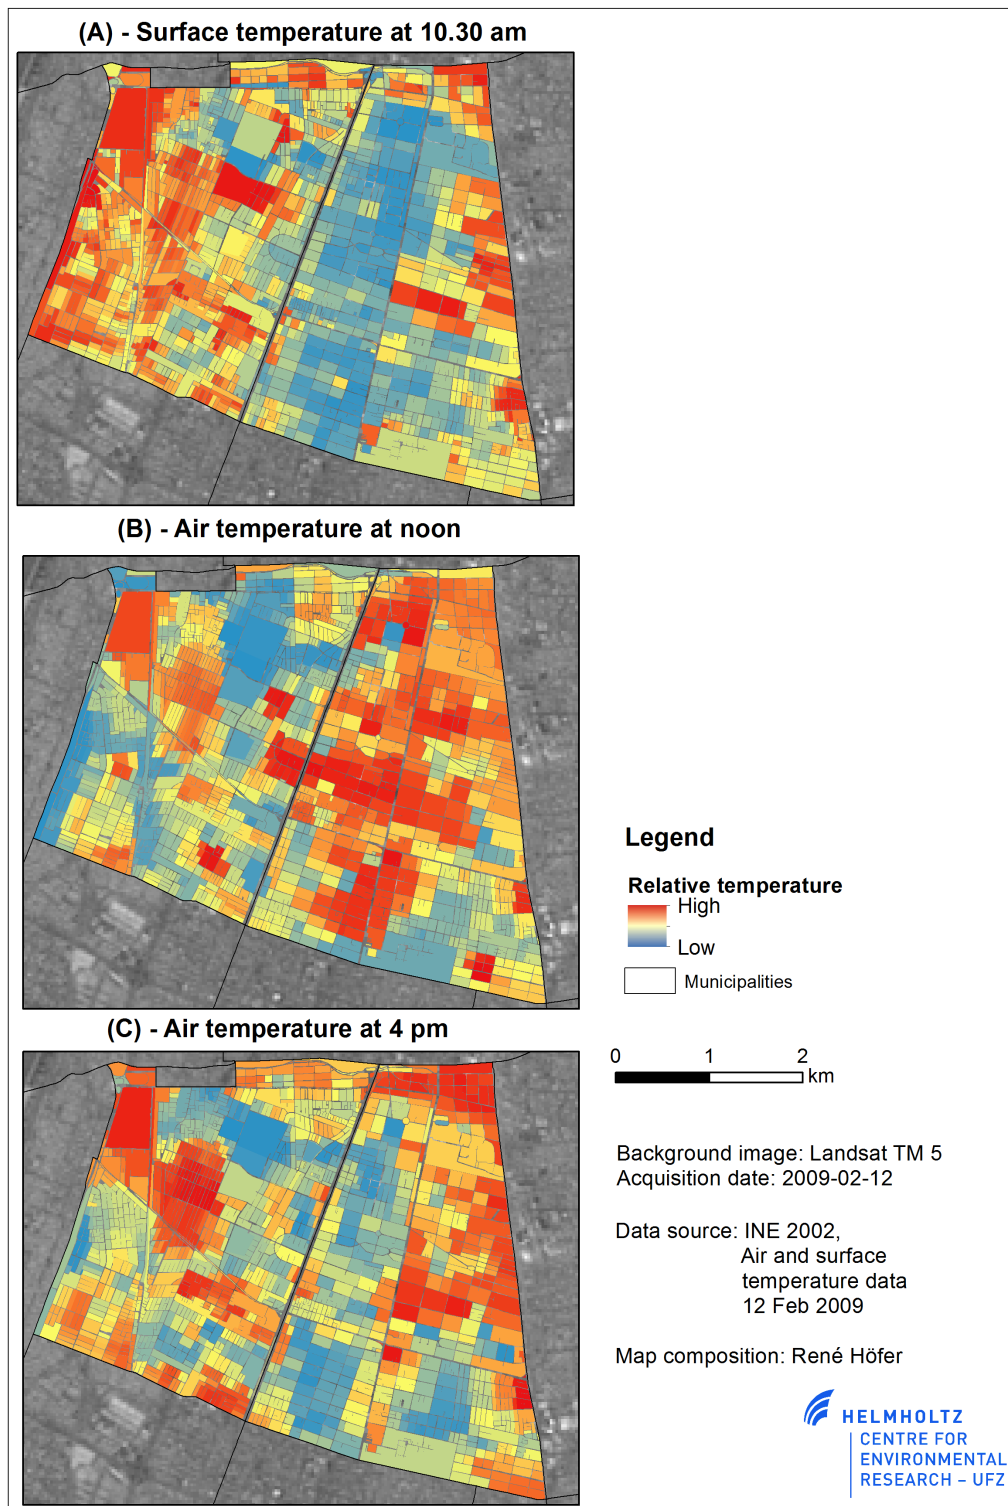 (A) - Surface temperature at 10.30 am
(B) - Air temperature at noon
Legend
Relative temperature
High
Low
Municipalities
(C) - Air temperature at 4 pm
0 1 2
km
Background image: Landsat TM 5
Acquisition date: 2009-02-12
Data source: INE 2002,
Air and surface
temperature data
12 Feb 2009
Map composition: René Höfer
HELMHOLTZ
CENTRE FOR
ENVIRONMENTAL
RESEARCH – UFZ